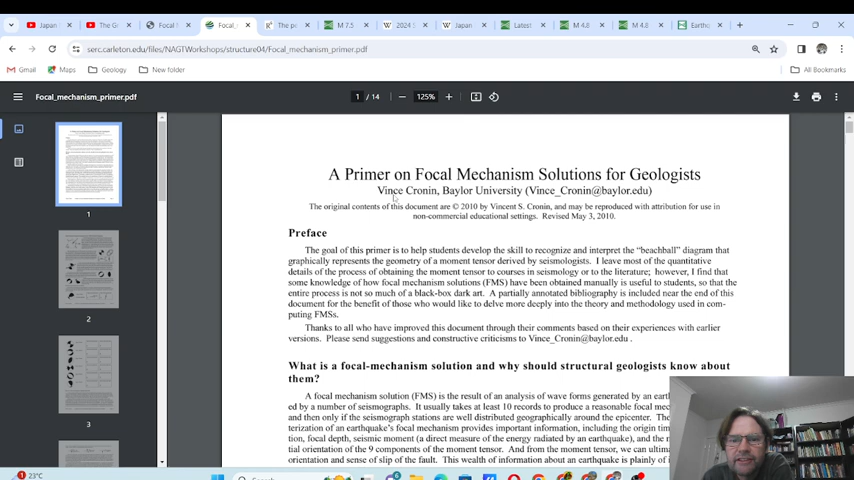 Japan
The G
Focal M
Focal_
The p
M 7.5
2024 S
Japan
Latest
M 4.8
M 4.8
Earthq
serc.carleton.edu/files/NAGTWorkshops/structure04/Focal_mechanism_primer.pdf
Gmail
Maps
Geology
New folder
All Bookmarks
Focal_mechanism_primer.pdf
1 / 14
125%
1
2
3
A Primer on Focal Mechanism Solutions for Geologists
Vince Cronin, Baylor University (Vince_Cronin@baylor.edu)
The original contents of this document are © 2010 by Vincent S. Cronin, and may be reproduced with attribution for use in
non-commercial educational settings. Revised May 3, 2010.
Preface
The goal of this primer is to help students develop the skill to recognize and interpret the “beachball” diagram that
graphically represents the geometry of a moment tensor derived by seismologists. I leave most of the quantitative
details of the process of obtaining the moment tensor to courses in seismology or to the literature; however, I find that
some knowledge of how focal mechanism solutions (FMS) have been obtained manually is useful to students, so that the
entire process is not so much of a black-box dark art. A partially annotated bibliography is included near the end of this
document for the benefit of those who would like to delve more deeply into the theory and methodology used in com-
puting FMSs.
Thanks to all who have improved this document through their comments based on their experiences with earlier
versions. Please send suggestions and constructive criticisms to Vince_Cronin@baylor.edu .
What is a focal-mechanism solution and why should structural geologists know about
them?
A focal mechanism solution (FMS) is the result of an analysis of wave forms generated by an eart
ed by a number of seismographs. It usually takes at least 10 records to produce a reasonable focal mec
and then only if the seismograph stations are well distributed geographically around the epicenter. The
terization of an earthquake's focal mechanism provides important information, including the origin tim
tion, focal depth, seismic moment (a direct measure of the energy radiated by an earthquake), and the m
tial orientation of the 9 components of the moment tensor. And from the moment tensor, we can ultima
orientation and sense of slip of the fault. This wealth of information about an earthquake is plainly of i
23°C
Search